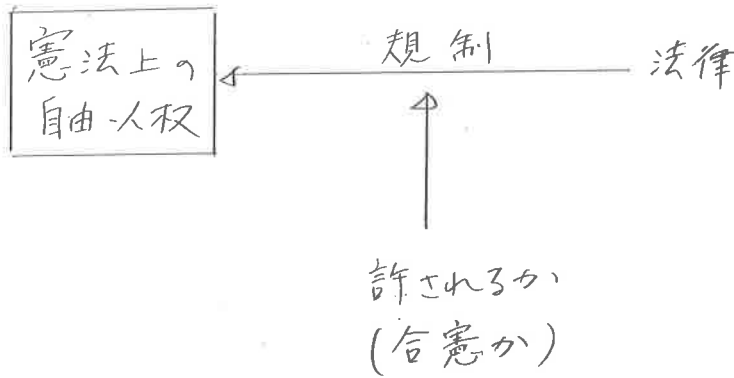 憲法上の
自由・人权
規制
法律
許されるか
(合憲か)